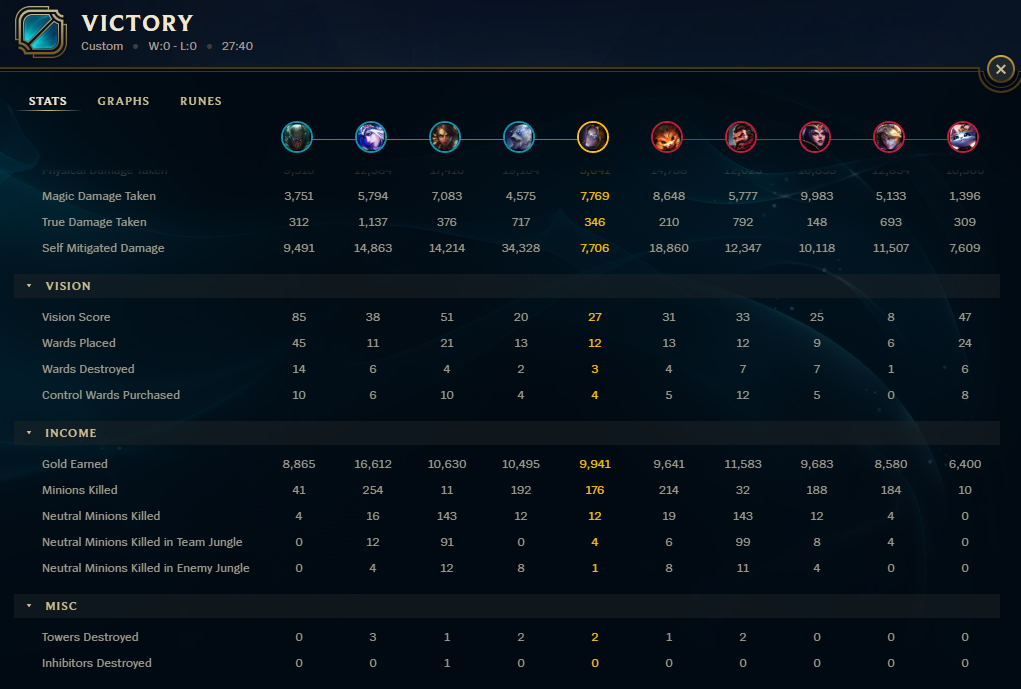 VICTORY
Custom • W:0 - L:0 • 27:40
STATS GRAPHS RUNES
Physical Damage Taken
Magic Damage Taken 3,751 5,794 7,083 4,575 7,769 8,648 5,777 9,983 5,133 1,396
True Damage Taken 312 1,137 376 717 346 210 792 148 693 309
Self Mitigated Damage 9,491 14,863 14,214 34,328 7,706 18,860 12,347 10,118 11,507 7,609
VISION
Vision Score 85 38 51 20 27 31 33 25 8 47
Wards Placed 45 11 21 13 12 13 12 9 6 24
Wards Destroyed 14 6 4 2 3 4 7 7 1 6
Control Wards Purchased 10 6 10 4 4 5 12 5 0 8
INCOME
Gold Earned 8,865 16,612 10,630 10,495 9,941 9,641 11,583 9,683 8,580 6,400
Minions Killed 41 254 11 192 176 214 32 188 184 10
Neutral Minions Killed 4 16 143 12 12 19 143 12 4 0
Neutral Minions Killed in Team Jungle 0 12 91 0 4 6 99 8 4 0
Neutral Minions Killed in Enemy Jungle 0 4 12 8 1 8 11 4 0 0
MISC
Towers Destroyed 0 3 1 2 2 1 2 0 0 0
Inhibitors Destroyed 0 0 1 0 0 0 0 0 0 0